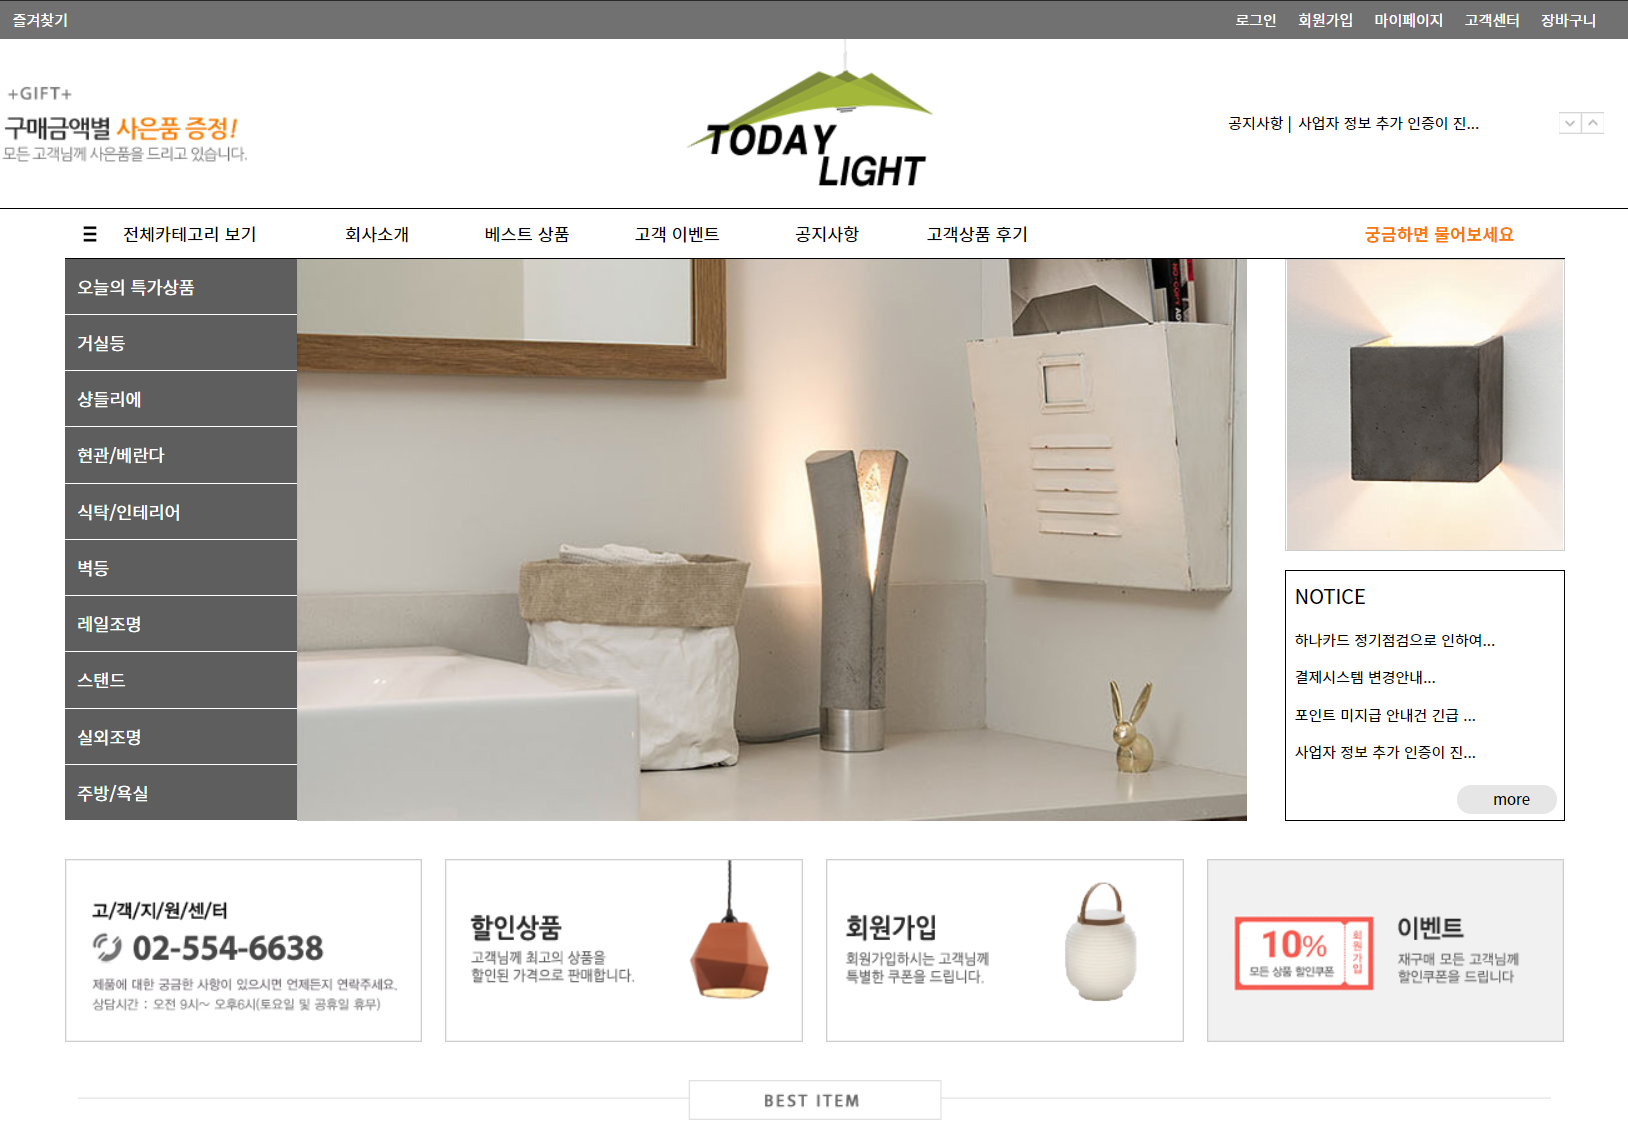 즐겨찾기
로그인 회원가입 마이페이지 고객센터 장바구니
+GIFT+
구매금액별 사은품 증정!
모든 고객님께 사은품을 드리고 있습니다.
TODAY
LIGHT
공지사항 | 사업자 정보 추가 인증이 진...
전체카테고리 보기 회사소개 베스트 상품 고객 이벤트 공지사항 고객상품 후기 궁금하면 물어보세요
오늘의 특가상품
거실등
샹들리에
현관/베란다
식탁/인테리어
벽등
레일조명
스탠드
실외조명
주방/욕실
NOTICE
하나카드 정기점검으로 인하여...
결제시스템 변경안내...
포인트 미지급 안내건 긴급 ...
사업자 정보 추가 인증이 진...
more
고/객/지/원/센/터
02-554-6638
제품에 대한 궁금한 사항이 있으시면 언제든지 연락주세요.
상담시간 : 오전 9시~ 오후6시(토요일 및 공휴일 휴무)
할인상품
고객님께 최고의 상품을
할인된 가격으로 판매합니다.
회원가입
회원가입하시는 고객님께
특별한 쿠폰을 드립니다.
10%
모든 상품 할인쿠폰
회원가입
이벤트
재구매 모든 고객님께
할인쿠폰을 드립니다
BEST ITEM